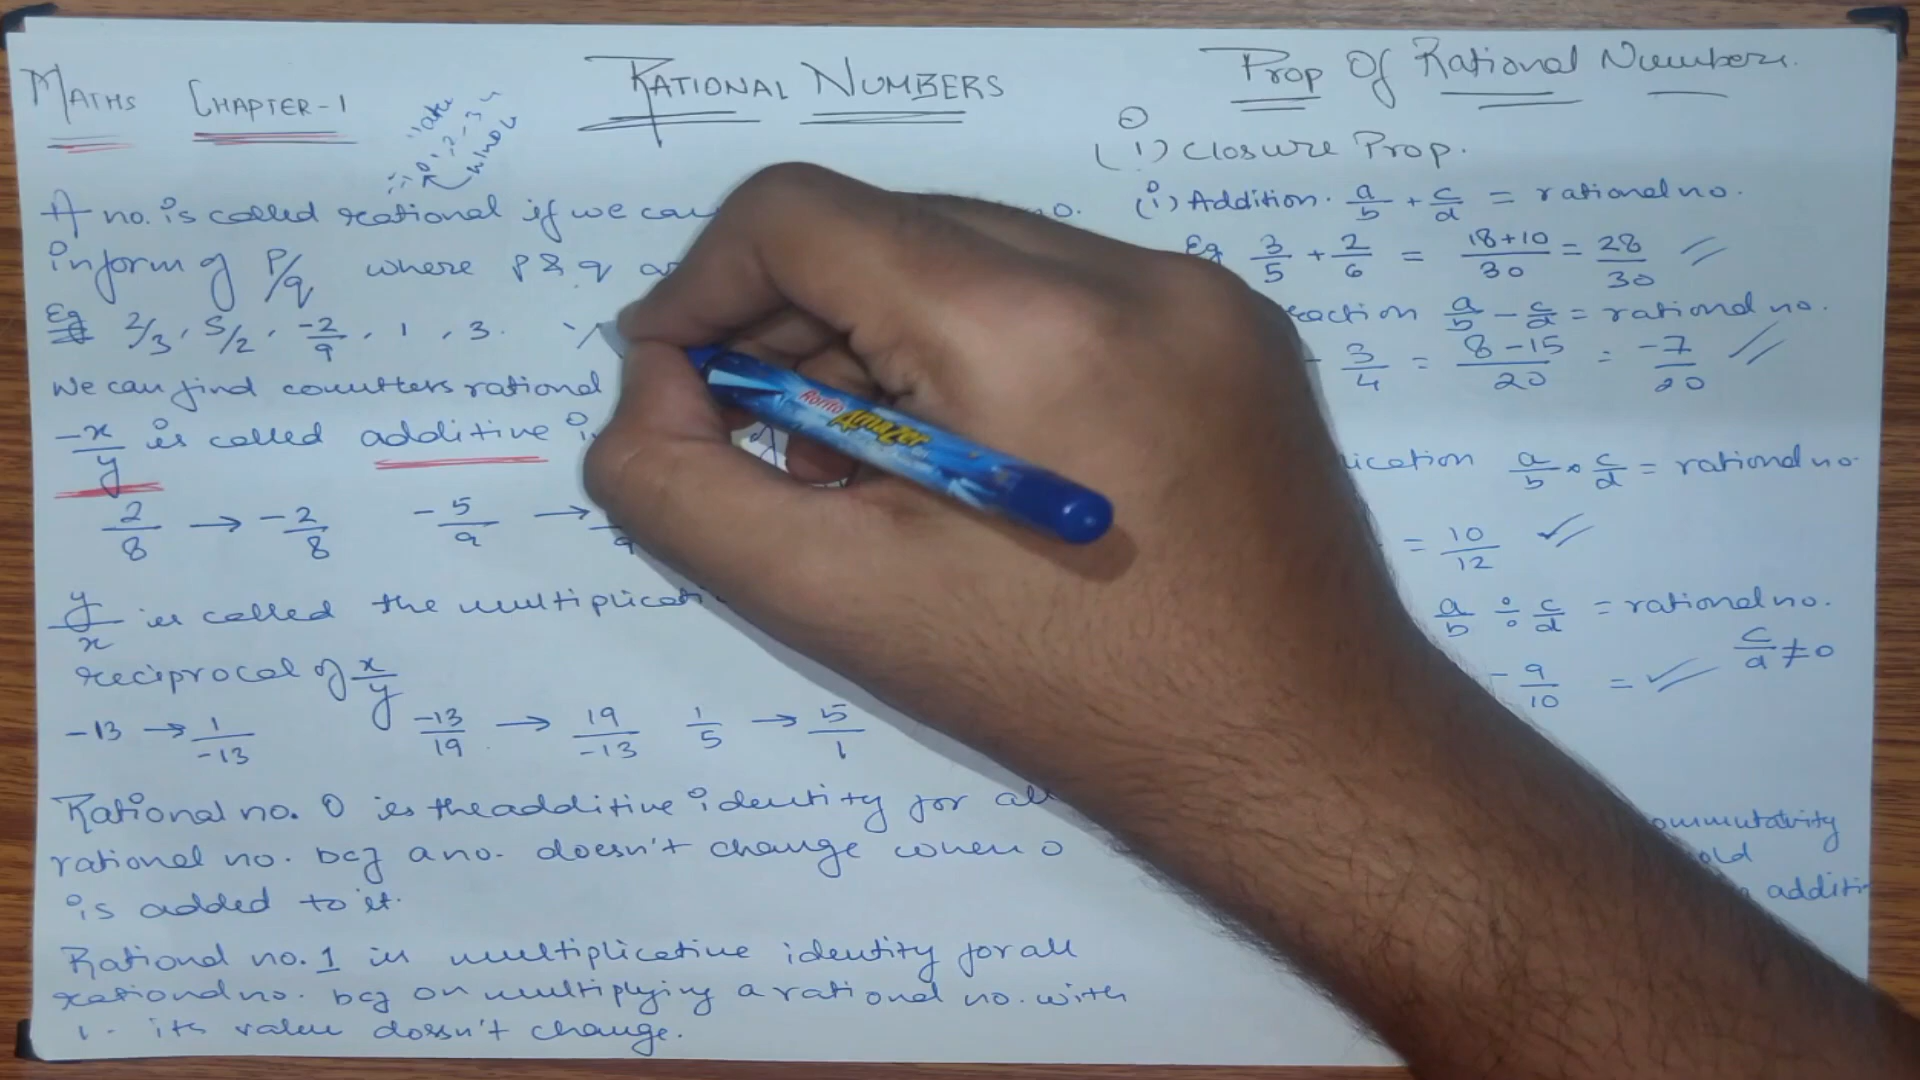 MATHS CHAPTER-1
RATIONAL NUMBERS
A no. is called rational if we can no.
in form of P/q where p & q
Eg 2/3, 5/2, -2/9, 1, 3.
We can find rational
-x/y is called additive
2/8 → -2/8 -5/9 → /9
y/x is called the
reciprocal of x/y
-13 → 1/-13 -13/19 → 19/-13 1/5 → 5/1
Rational no. 0 is the additive identity for all
rational no. bcz a no. doesn't change when 0
is added to it.
Rational no. 1 is multiplicative identity for all
rational no. bcz on multiplying a rational no. with
1. its value doesn't change.
Prop Of Rational Numbers.
(1) Closure Prop.
(i) Addition. a/b + c/d = rational no.
Eg 3/5 + 2/6 = 18+10/30 = 28/30
a/b - c/d = rational no.
- 3/4 = 8-15/20 = -7/20
a/b × c/d = rational no.
= 10/12
a/b ÷ c/d = rational no.
c/d ≠ 0
9/10 =
Rorito Amazer